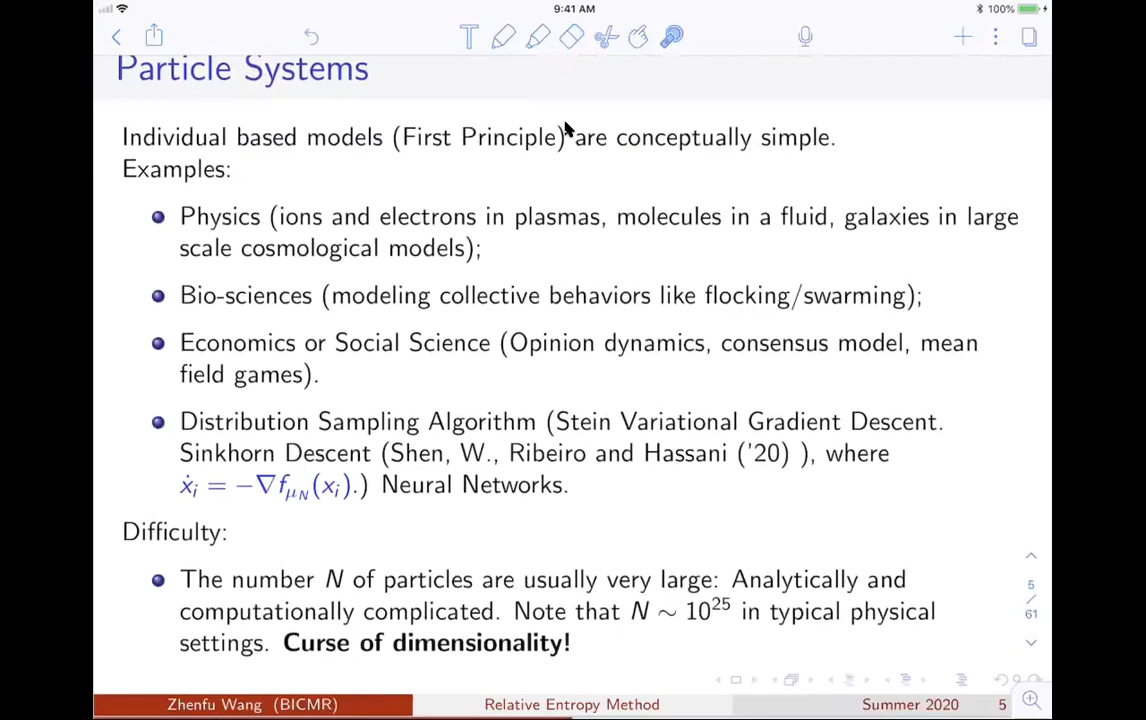 9:41 AM
100%
Particle Systems
Individual based models (First Principle) are conceptually simple.
Examples:
Physics (ions and electrons in plasmas, molecules in a fluid, galaxies in large
scale cosmological models);
Bio-sciences (modeling collective behaviors like flocking/swarming);
Economics or Social Science (Opinion dynamics, consensus model, mean
field games).
Distribution Sampling Algorithm (Stein Variational Gradient Descent.
Sinkhorn Descent (Shen, W., Ribeiro and Hassani ('20) ), where
ẋᵢ = −∇f_{μ_N}(xᵢ).) Neural Networks.
Difficulty:
The number N of particles are usually very large: Analytically and
computationally complicated. Note that N ∼ 10²⁵ in typical physical
settings. Curse of dimensionality!
5
/
61
Zhenfu Wang (BICMR) Relative Entropy Method Summer 2020 5